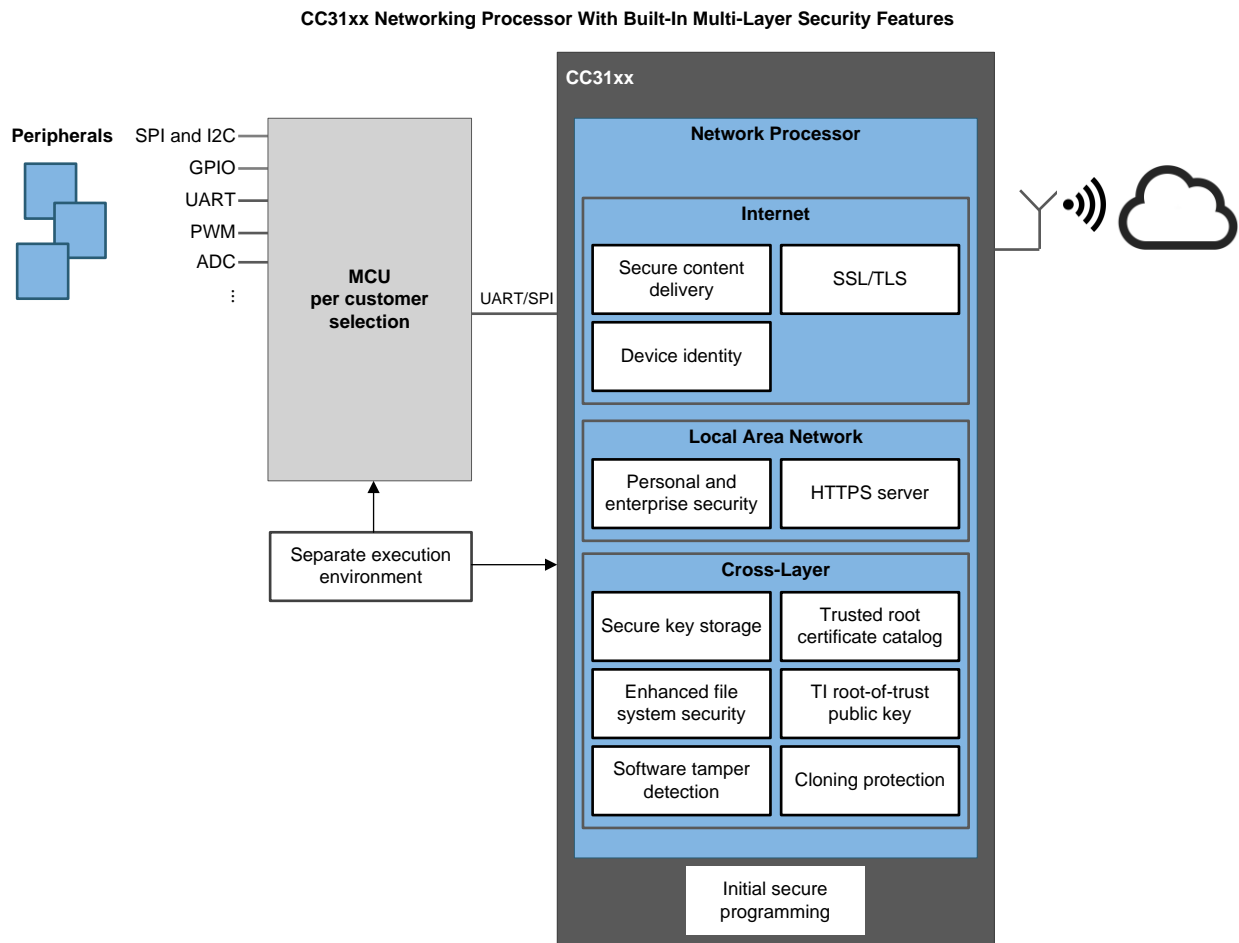 CC31xx Networking Processor With Built-In Multi-Layer Security Features
CC31xx
Peripherals
SPI and I2C
GPIO
UART
PWM
ADC
⋮
MCU
per customer
selection
UART/SPI
Separate execution
environment
Network Processor
Internet
Secure content
delivery
SSL/TLS
Device identity
Local Area Network
Personal and
enterprise security
HTTPS server
Cross-Layer
Secure key storage
Trusted root
certificate catalog
Enhanced file
system security
TI root-of-trust
public key
Software tamper
detection
Cloning protection
Initial secure
programming